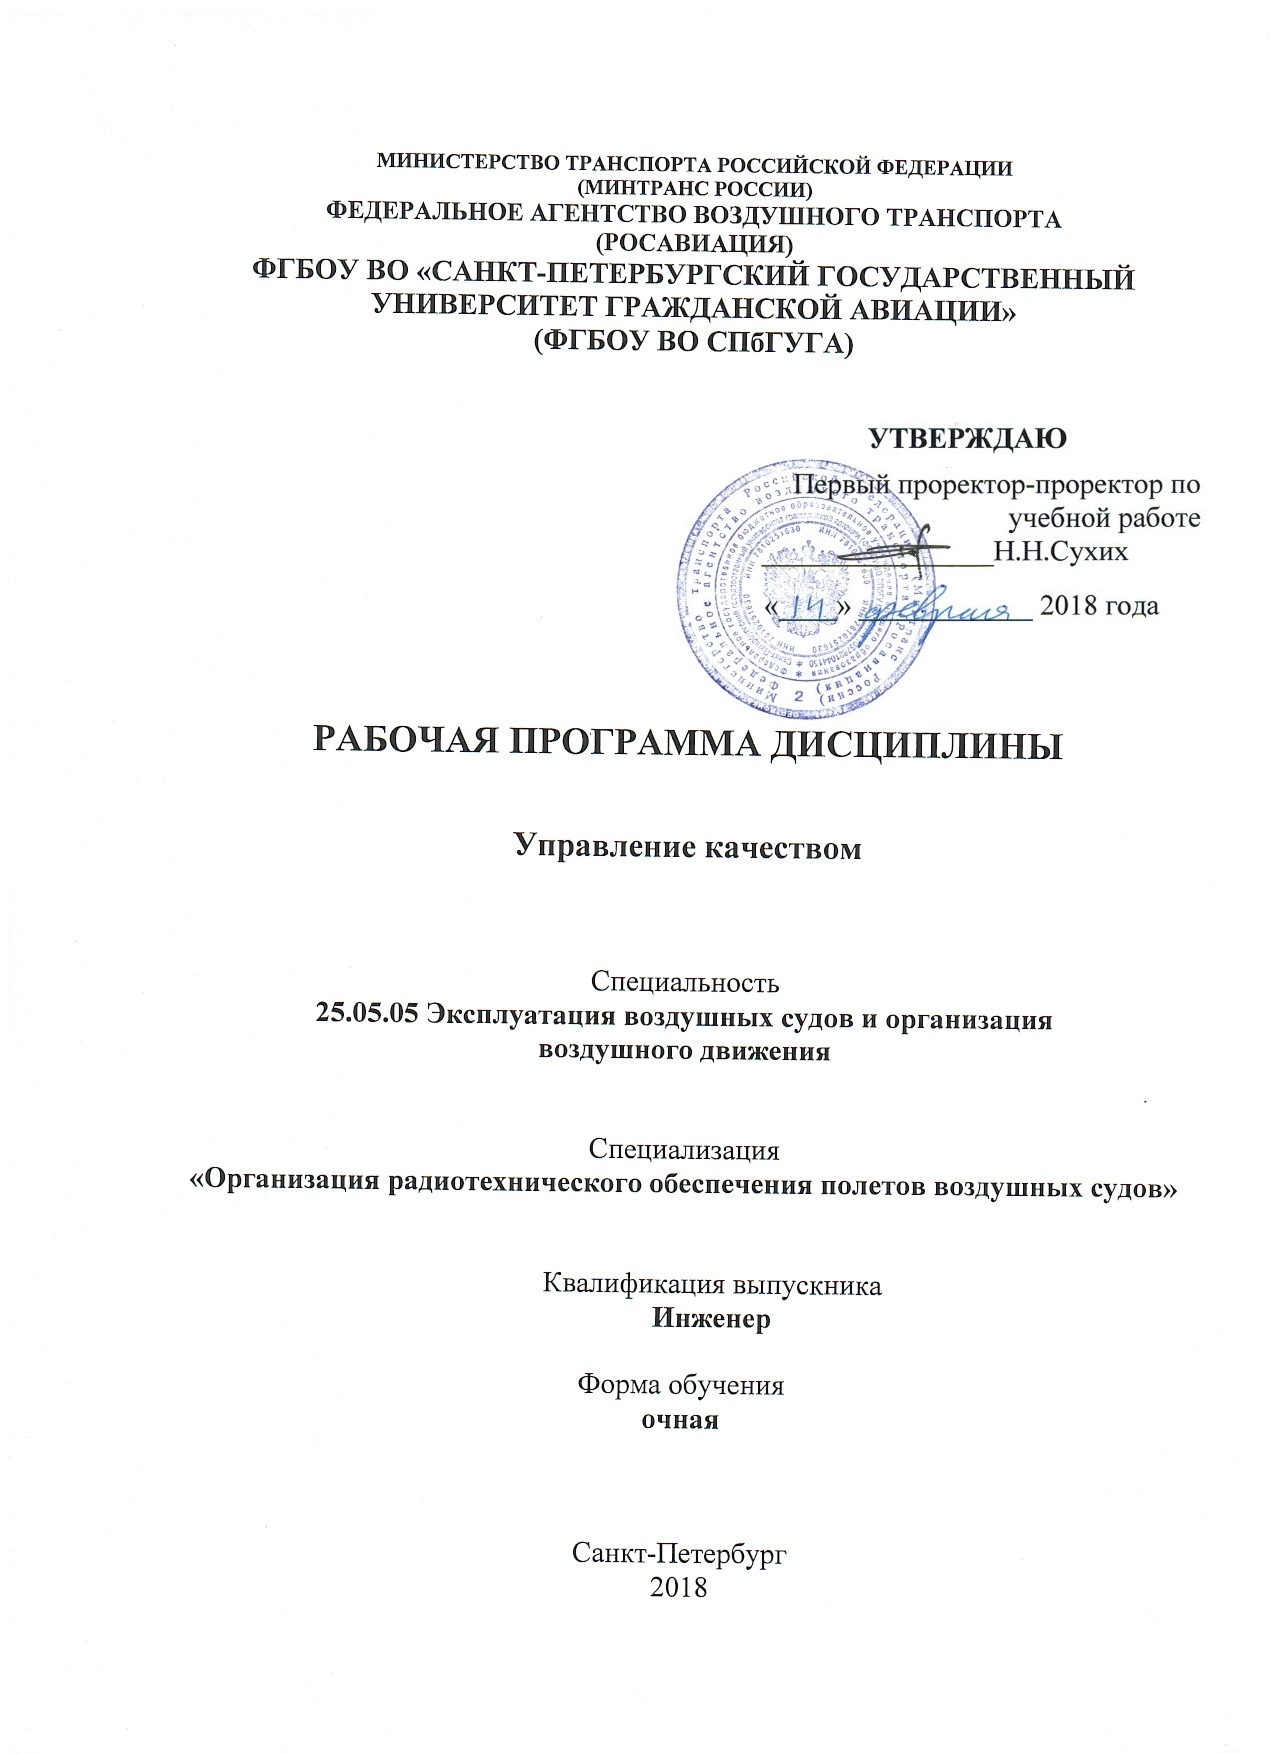 МИНИСТЕРСТВО ТРАНСПОРТА РОССИЙСКОЙ ФЕДЕРАЦИИ
(МИНТРАНС РОССИИ)
ФЕДЕРАЛЬНОЕ АГЕНТСТВО ВОЗДУШНОГО ТРАНСПОРТА
(РОСАВИАЦИЯ)
ФГБОУ ВО «САНКТ-ПЕТЕРБУРГСКИЙ ГОСУДАРСТВЕННЫЙ
УНИВЕРСИТЕТ ГРАЖДАНСКОЙ АВИАЦИИ»
(ФГБОУ ВО СПбГУГА)
УТВЕРЖДАЮ
Первый проректор-проректор по
учебной работе
Н.Н.Сухих
«14» февраля 2018 года
РАБОЧАЯ ПРОГРАММА ДИСЦИПЛИНЫ
Управление качеством
Специальность
25.05.05 Эксплуатация воздушных судов и организация
воздушного движения
Специализация
«Организация радиотехнического обеспечения полетов воздушных судов»
Квалификация выпускника
Инженер
Форма обучения
очная
Санкт-Петербург
2018